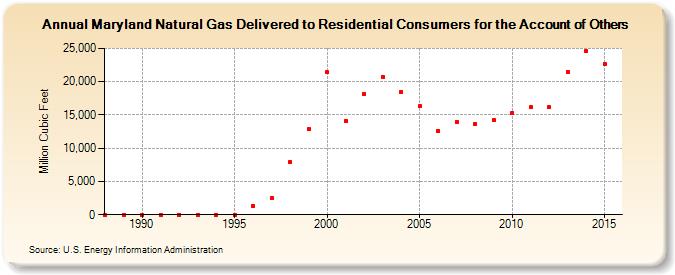 Annual Maryland Natural Gas Delivered to Residential Consumers for the Account of Others
Million Cubic Feet
25,000
20,000
15,000
10,000
5,000
0
1990 1995 2000 2005 2010 2015
Source: U.S. Energy Information Administration